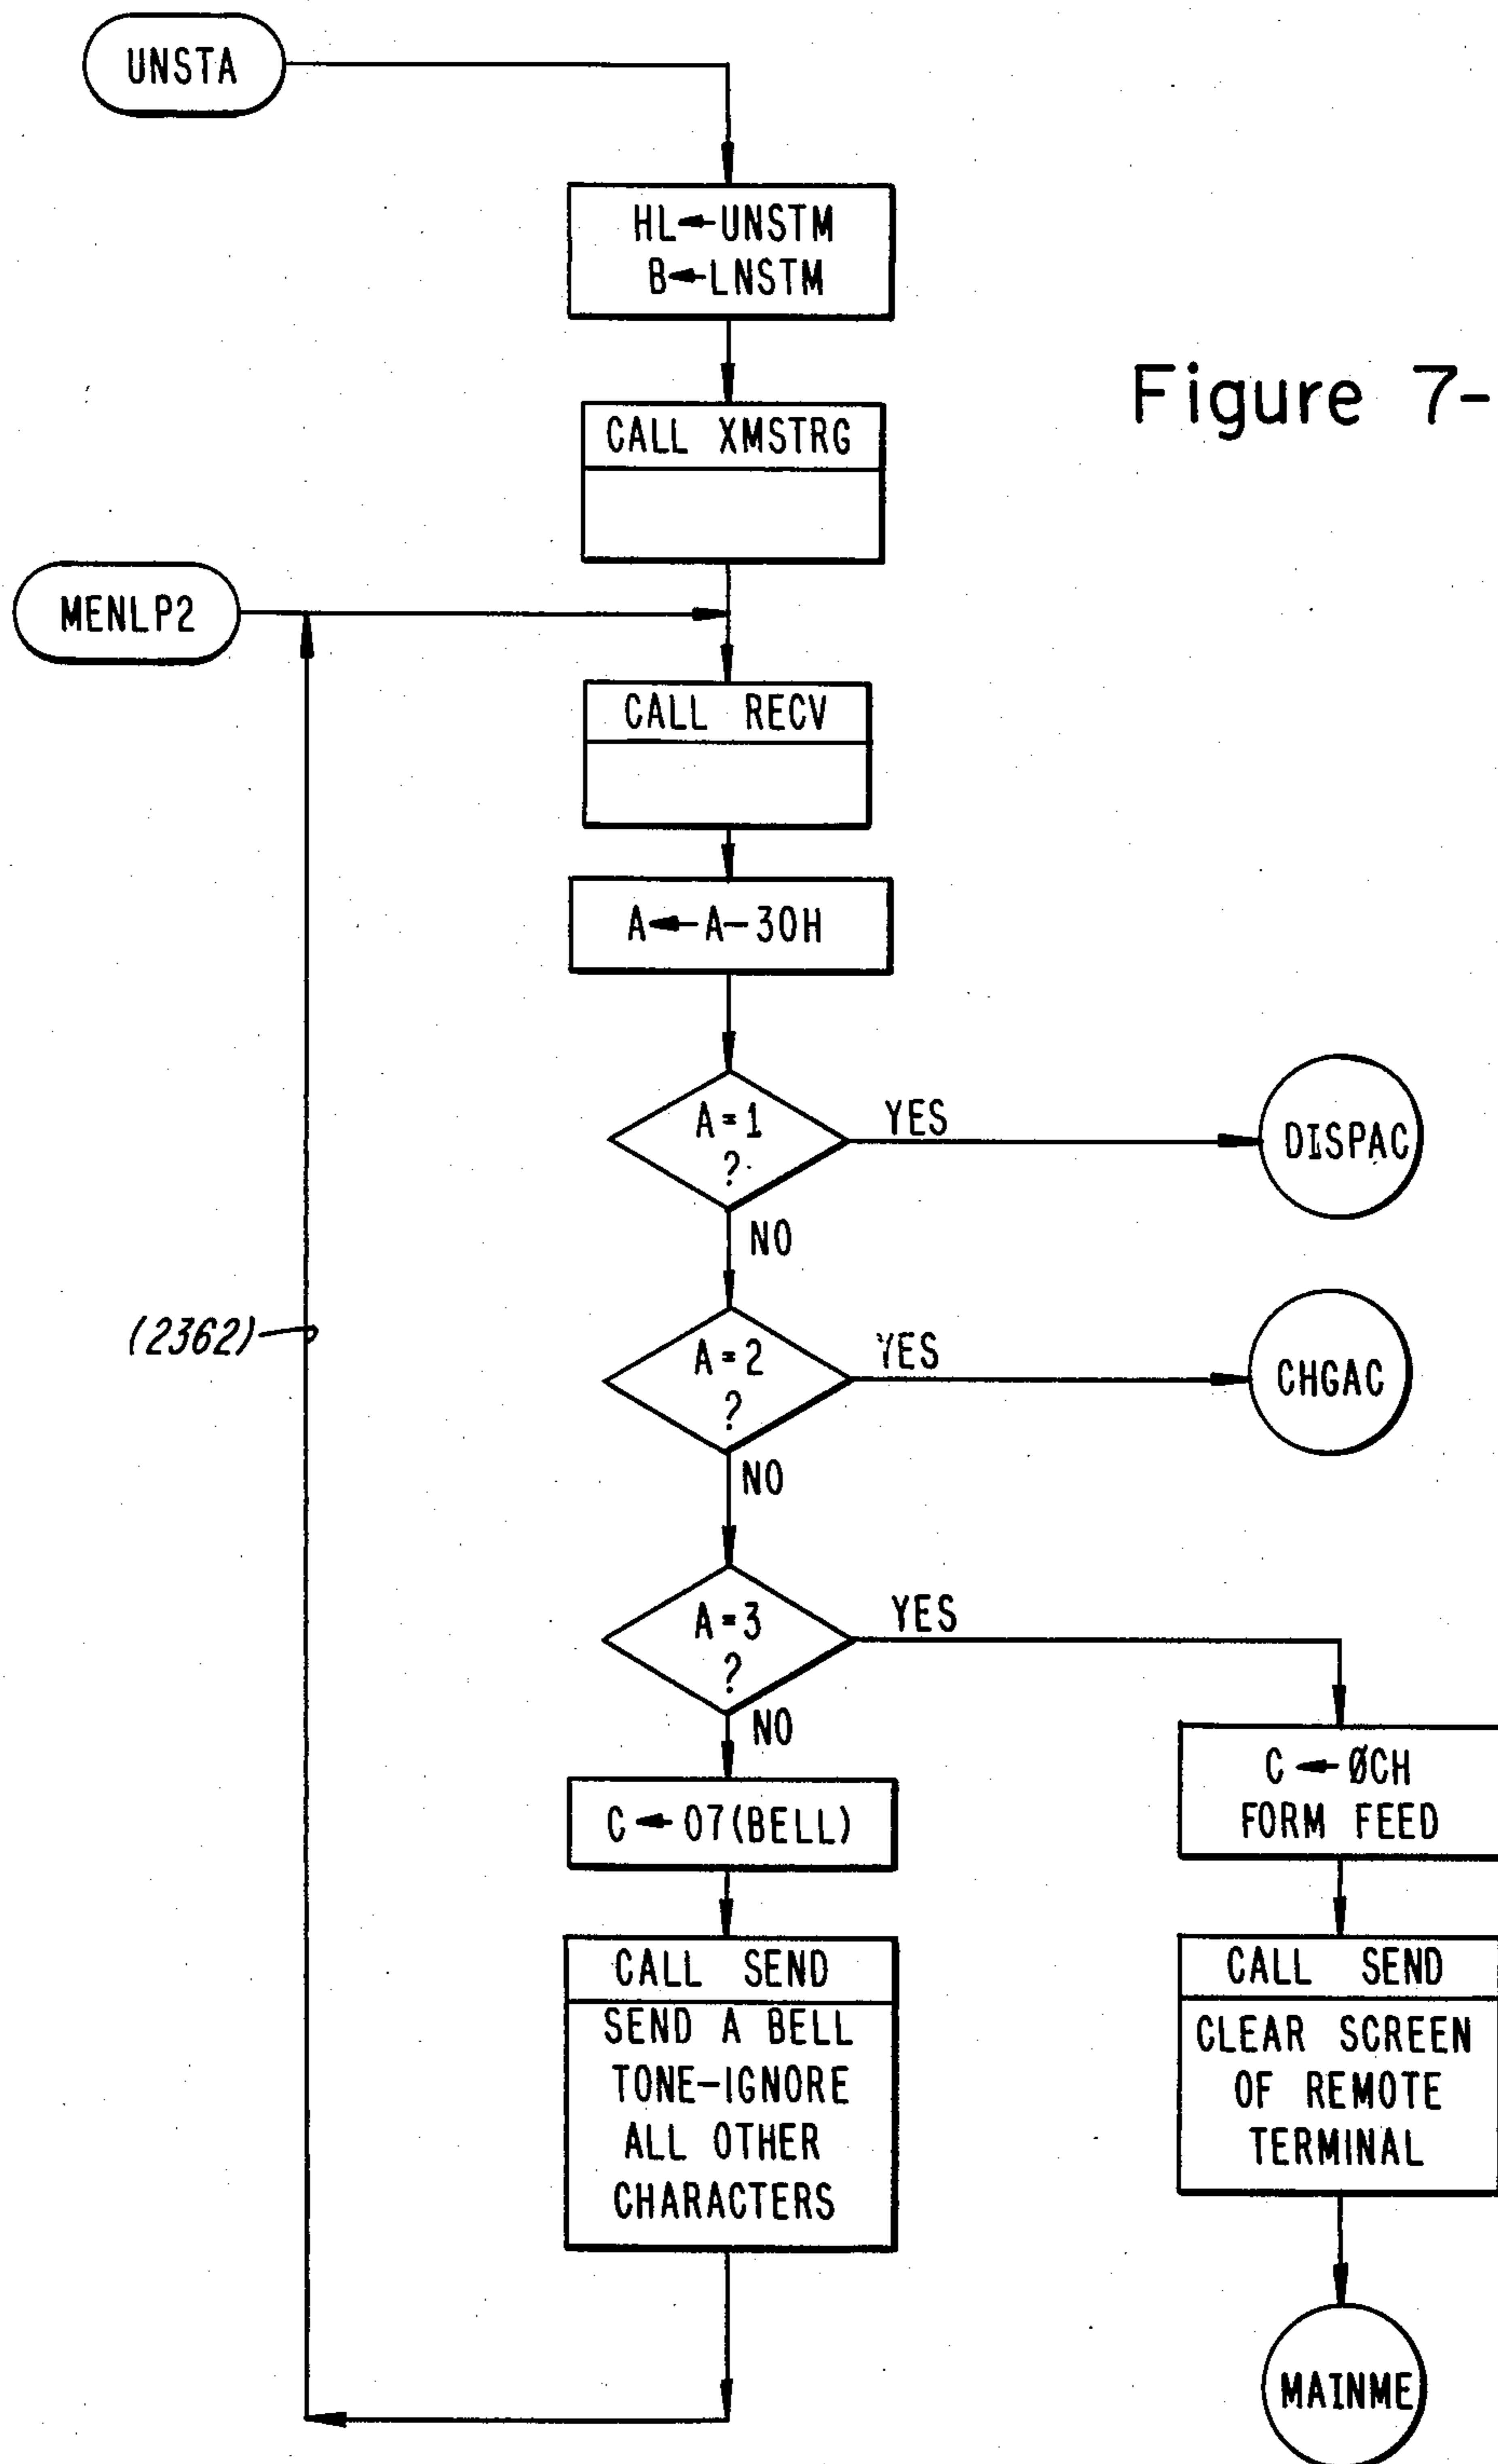 UNSTA
HL←UNSTM
B←LNSTM
Figure 7-
CALL XMSTRG
MENLP2
CALL RECV
A←A-30H
A=1
?
YES
DISPAC
NO
(2362)
A=2
?
YES
CHGAC
NO
A=3
?
YES
NO
C←07(BELL)
C←ØCH
FORM FEED
CALL SEND
SEND A BELL
TONE-IGNORE
ALL OTHER
CHARACTERS
CALL SEND
CLEAR SCREEN
OF REMOTE
TERMINAL
MAINME